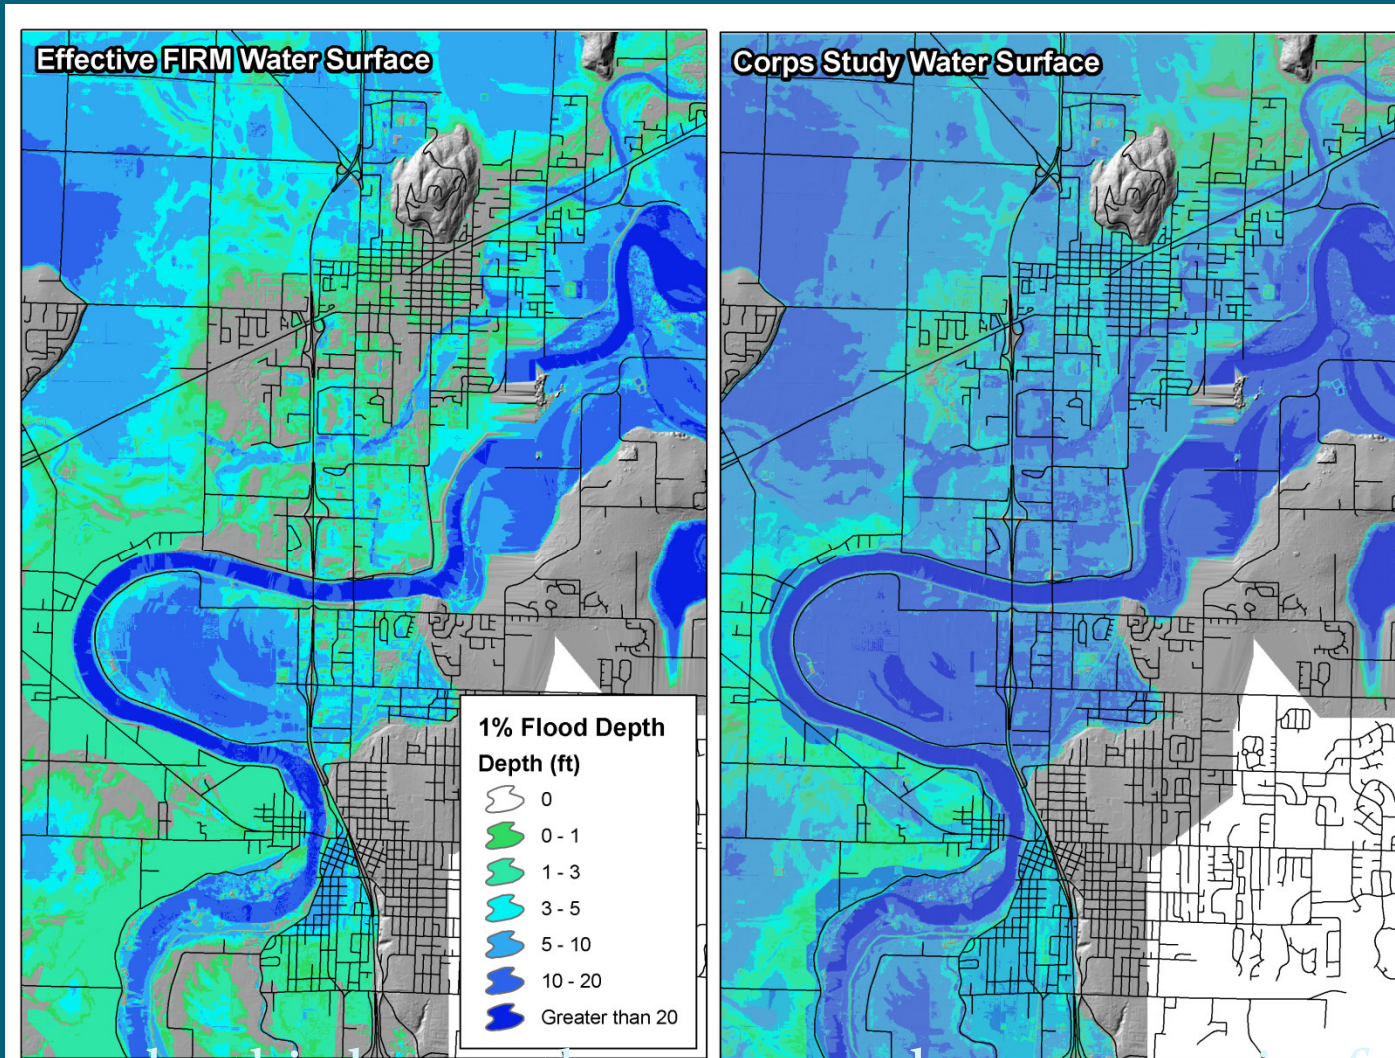 Effective FIRM Water Surface
Corps Study Water Surface
1% Flood Depth
Depth (ft)
0
0 - 1
1 - 3
3 - 5
5 - 10
10 - 20
Greater than 20